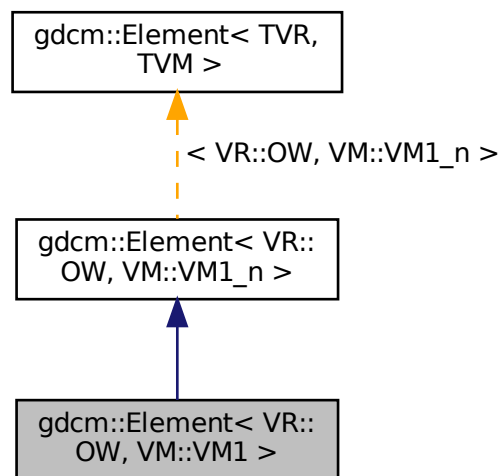 gdcm::Element< TVR,
TVM >
< VR::OW, VM::VM1_n >
gdcm::Element< VR::
OW, VM::VM1_n >
gdcm::Element< VR::
OW, VM::VM1 >